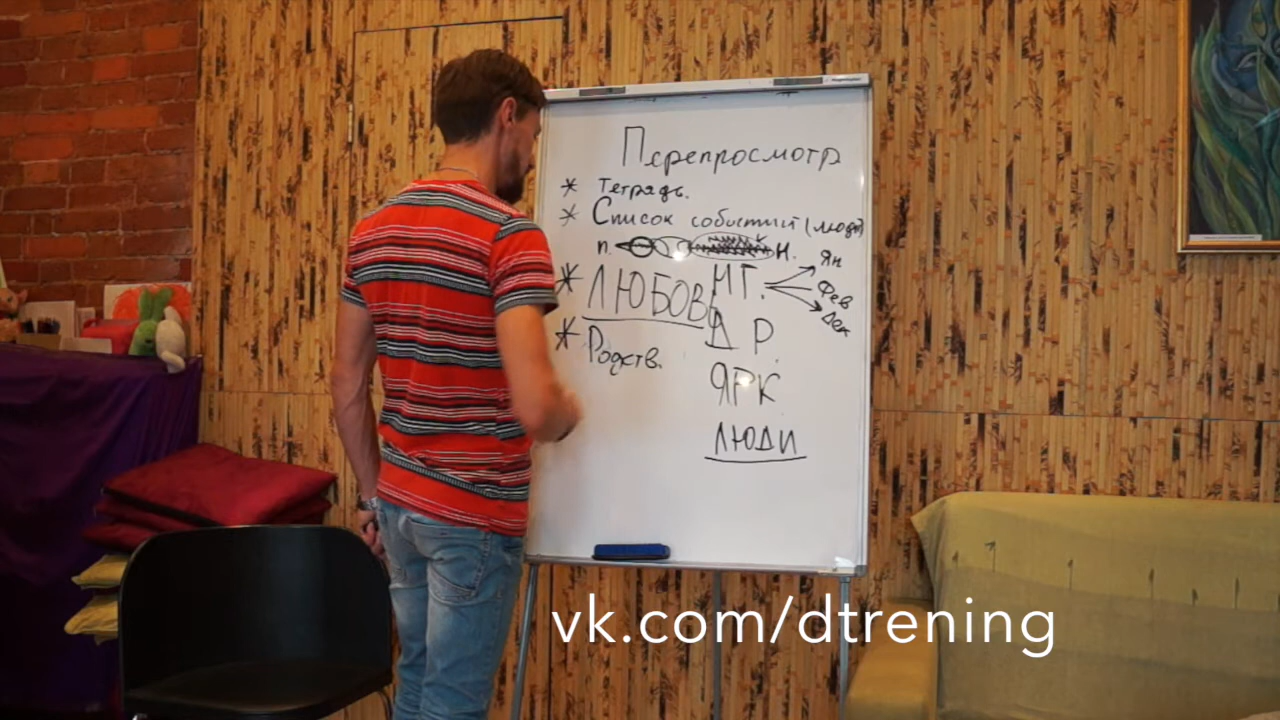 Перепросмотр
* Тетрадь.
* Список событий (люди)
п. Н.
* ЛЮБОВЬ НГ. Ян
Фев
Дек
* Родств. Д Р.
ЯРК
ЛЮДИ
vk.com/dtrening